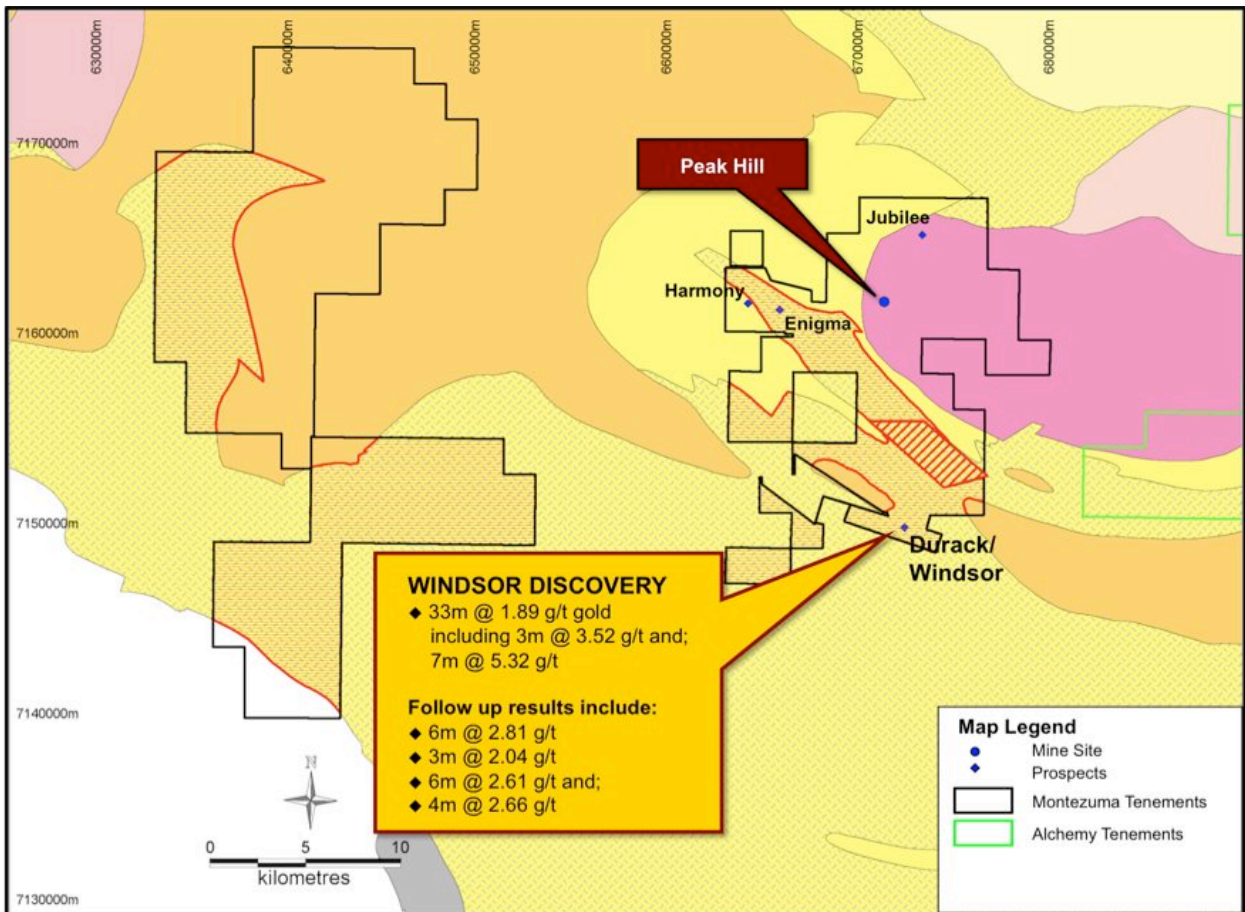 630000m
640000m
650000m
660000m
670000m
680000m
7170000m
Peak Hill
Jubilee
Harmony
Enigma
7160000m
7150000m
Durack/
Windsor
WINDSOR DISCOVERY
◆ 33m @ 1.89 g/t gold
including 3m @ 3.52 g/t and;
7m @ 5.32 g/t
Follow up results include:
◆ 6m @ 2.81 g/t
◆ 3m @ 2.04 g/t
◆ 6m @ 2.61 g/t and;
◆ 4m @ 2.66 g/t
7140000m
N
0 5 10
kilometres
Map Legend
Mine Site
Prospects
Montezuma Tenements
Alchemy Tenements
7130000m